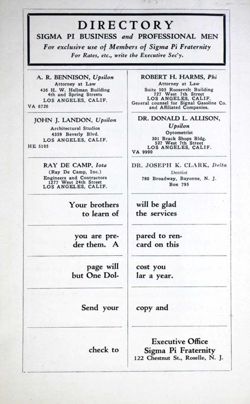 DIRECTORY
SIGMA PI BUSINESS and PROFESSIONAL MEN
For exclusive use of Members of Sigma Pi Fraternity
For Rates, etc., write the Executive Sec'y.
A. R. BENNISON, Upsilon
Attorney at Law
436 H. W. Hellman Building
4th and Spring Streets
LOS ANGELES, CALIF.
VA 6726
ROBERT H. HARMS, Phi
Attorney at Law
Suite 503 Roosevelt Building
727 West 7th Street
LOS ANGELES, CALIF.
General counsel for Signal Gasoline Co.
and Affiliated Companies.
JOHN J. LANDON, Upsilon
Architectural Studios
4359 Beverly Blvd.
LOS ANGELES, CALIF.
HE 5105
DR. DONALD L. ALLISON,
Upsilon
Optometrist
301 Brack Shops Bldg.
527 West 7th Street
LOS ANGELES, CALIF.
VA 9990
RAY DE CAMP, Iota
(Ray De Camp, Inc.)
Engineers and Contractors
1277 West 24th Street
LOS ANGELES, CALIF.
DR. JOSEPH K. CLARK, Delta
Dentist
780 Broadway, Bayonne, N. J.
Box 795
Your brothers will be glad
to learn of the services
you are pre- pared to ren-
der them. A card on this
page will cost you
but One Dol- lar a year.
Send your copy and
check to Executive Office
Sigma Pi Fraternity
122 Chestnut St., Roselle, N. J.